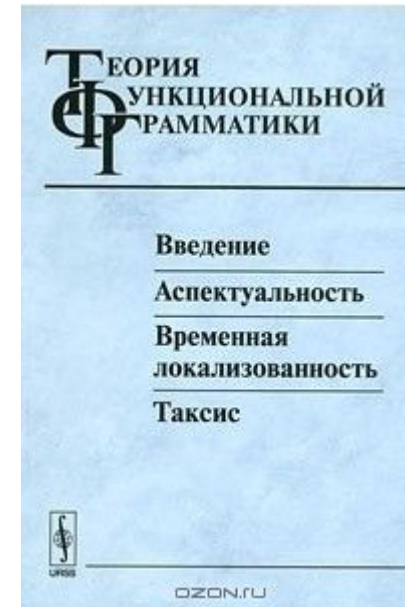 Теория
Функциональной
Грамматики
Введение
Аспектуальность
Временная
локализованность
Таксис
URSS
OZON.RU